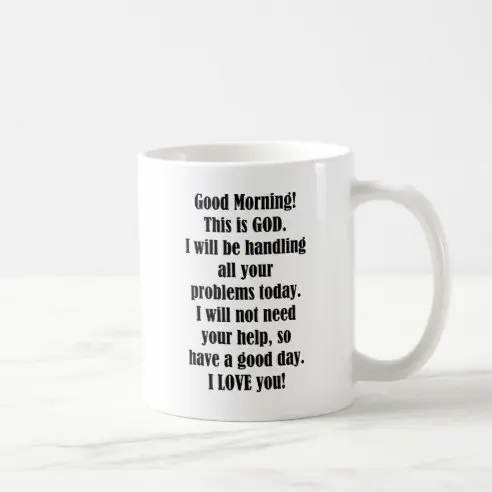 Good Morning!
This is GOD.
I will be handling
all your
problems today.
I will not need
your help, so
have a good day.
I LOVE you!